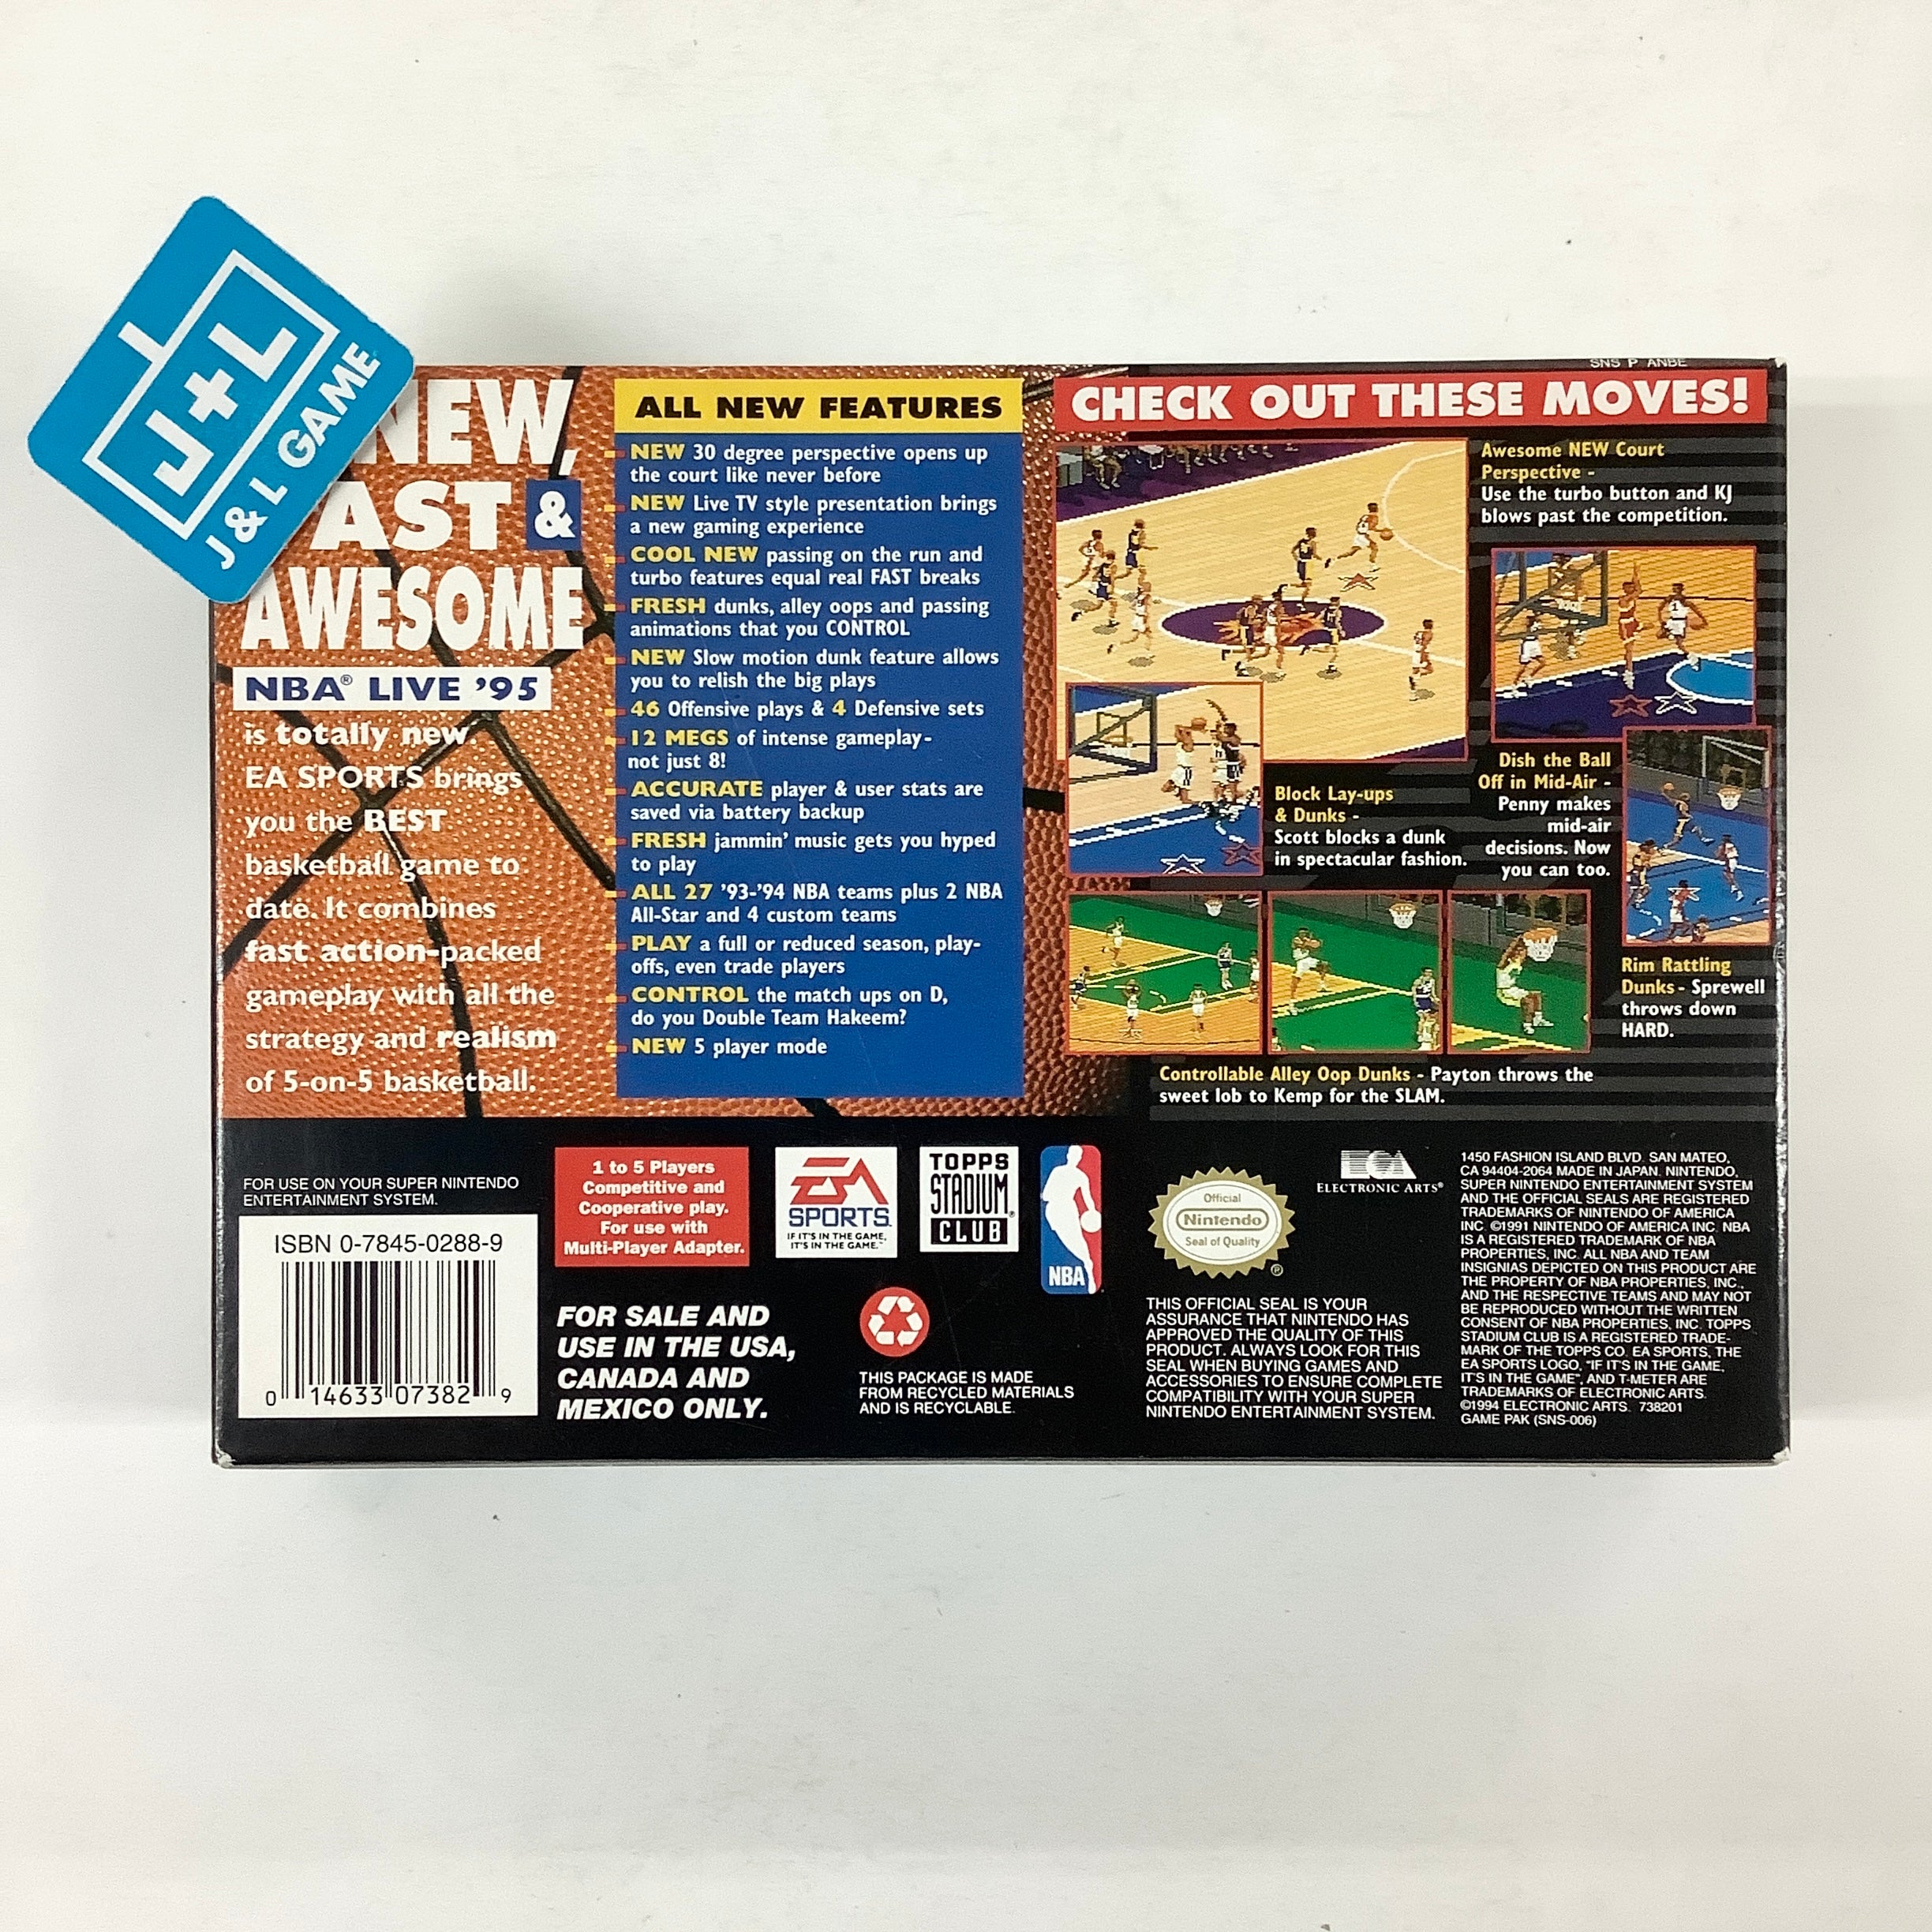 J+L
J & L GAME
NEW,
AST &
AWESOME
NBA® LIVE '95
is totally new.
EA SPORTS brings
you the BEST
basketball game to
date. It combines
fast action-packed
gameplay with all the
strategy and realism
of 5-on-5 basketball.
ALL NEW FEATURES
NEW 30 degree perspective opens up
the court like never before
NEW Live TV style presentation brings
a new gaming experience
COOL NEW passing on the run and
turbo features equal real FAST breaks
FRESH dunks, alley oops and passing
animations that you CONTROL
NEW Slow motion dunk feature allows
you to relish the big plays
46 Offensive plays & 4 Defensive sets
12 MEGS of intense gameplay-
not just 8!
ACCURATE player & user stats are
saved via battery backup
FRESH jammin' music gets you hyped
to play
ALL 27 '93-'94 NBA teams plus 2 NBA
All-Star and 4 custom teams
PLAY a full or reduced season, play-
offs, even trade players
CONTROL the match ups on D,
do you Double Team Hakeem?
NEW 5 player mode
SNS P ANBE
CHECK OUT THESE MOVES!
Awesome NEW Court
Perspective -
Use the turbo button and KJ
blows past the competition.
Dish the Ball
Off in Mid-Air -
Penny makes
mid-air
decisions. Now
you can too.
Block Lay-ups
& Dunks -
Scott blocks a dunk
in spectacular fashion.
Rim Rattling
Dunks - Sprewell
throws down
HARD.
Controllable Alley Oop Dunks - Payton throws the
sweet lob to Kemp for the SLAM.
FOR USE ON YOUR SUPER NINTENDO
ENTERTAINMENT SYSTEM.
ISBN 0-7845-0288-9
0 14633 07382 9
1 to 5 Players
Competitive and
Cooperative play.
For use with
Multi-Player Adapter.
FOR SALE AND
USE IN THE USA,
CANADA AND
MEXICO ONLY.
EA
SPORTS
IF IT'S IN THE GAME,
IT'S IN THE GAME.™
TOPPS
STADIUM®
CLUB
NBA
THIS PACKAGE IS MADE
FROM RECYCLED MATERIALS
AND IS RECYCLABLE.
Official
Nintendo
Seal of Quality
THIS OFFICIAL SEAL IS YOUR
ASSURANCE THAT NINTENDO HAS
APPROVED THE QUALITY OF THIS
PRODUCT. ALWAYS LOOK FOR THIS
SEAL WHEN BUYING GAMES AND
ACCESSORIES TO ENSURE COMPLETE
COMPATIBILITY WITH YOUR SUPER
NINTENDO ENTERTAINMENT SYSTEM.
ELECTRONIC ARTS®
1450 FASHION ISLAND BLVD. SAN MATEO,
CA 94404-2064 MADE IN JAPAN. NINTENDO,
SUPER NINTENDO ENTERTAINMENT SYSTEM
AND THE OFFICIAL SEALS ARE REGISTERED
TRADEMARKS OF NINTENDO OF AMERICA
INC. ©1991 NINTENDO OF AMERICA INC. NBA
IS A REGISTERED TRADEMARK OF NBA
PROPERTIES, INC. ALL NBA AND TEAM
INSIGNIAS DEPICTED ON THIS PRODUCT ARE
THE PROPERTY OF NBA PROPERTIES, INC.,
AND THE RESPECTIVE TEAMS AND MAY NOT
BE REPRODUCED WITHOUT THE WRITTEN
CONSENT OF NBA PROPERTIES, INC. TOPPS
STADIUM CLUB IS A REGISTERED TRADE-
MARK OF THE TOPPS CO. EA SPORTS, THE
EA SPORTS LOGO, "IF IT'S IN THE GAME,
IT'S IN THE GAME", AND T-METER ARE
TRADEMARKS OF ELECTRONIC ARTS.
©1994 ELECTRONIC ARTS. 738201
GAME PAK (SNS-006)